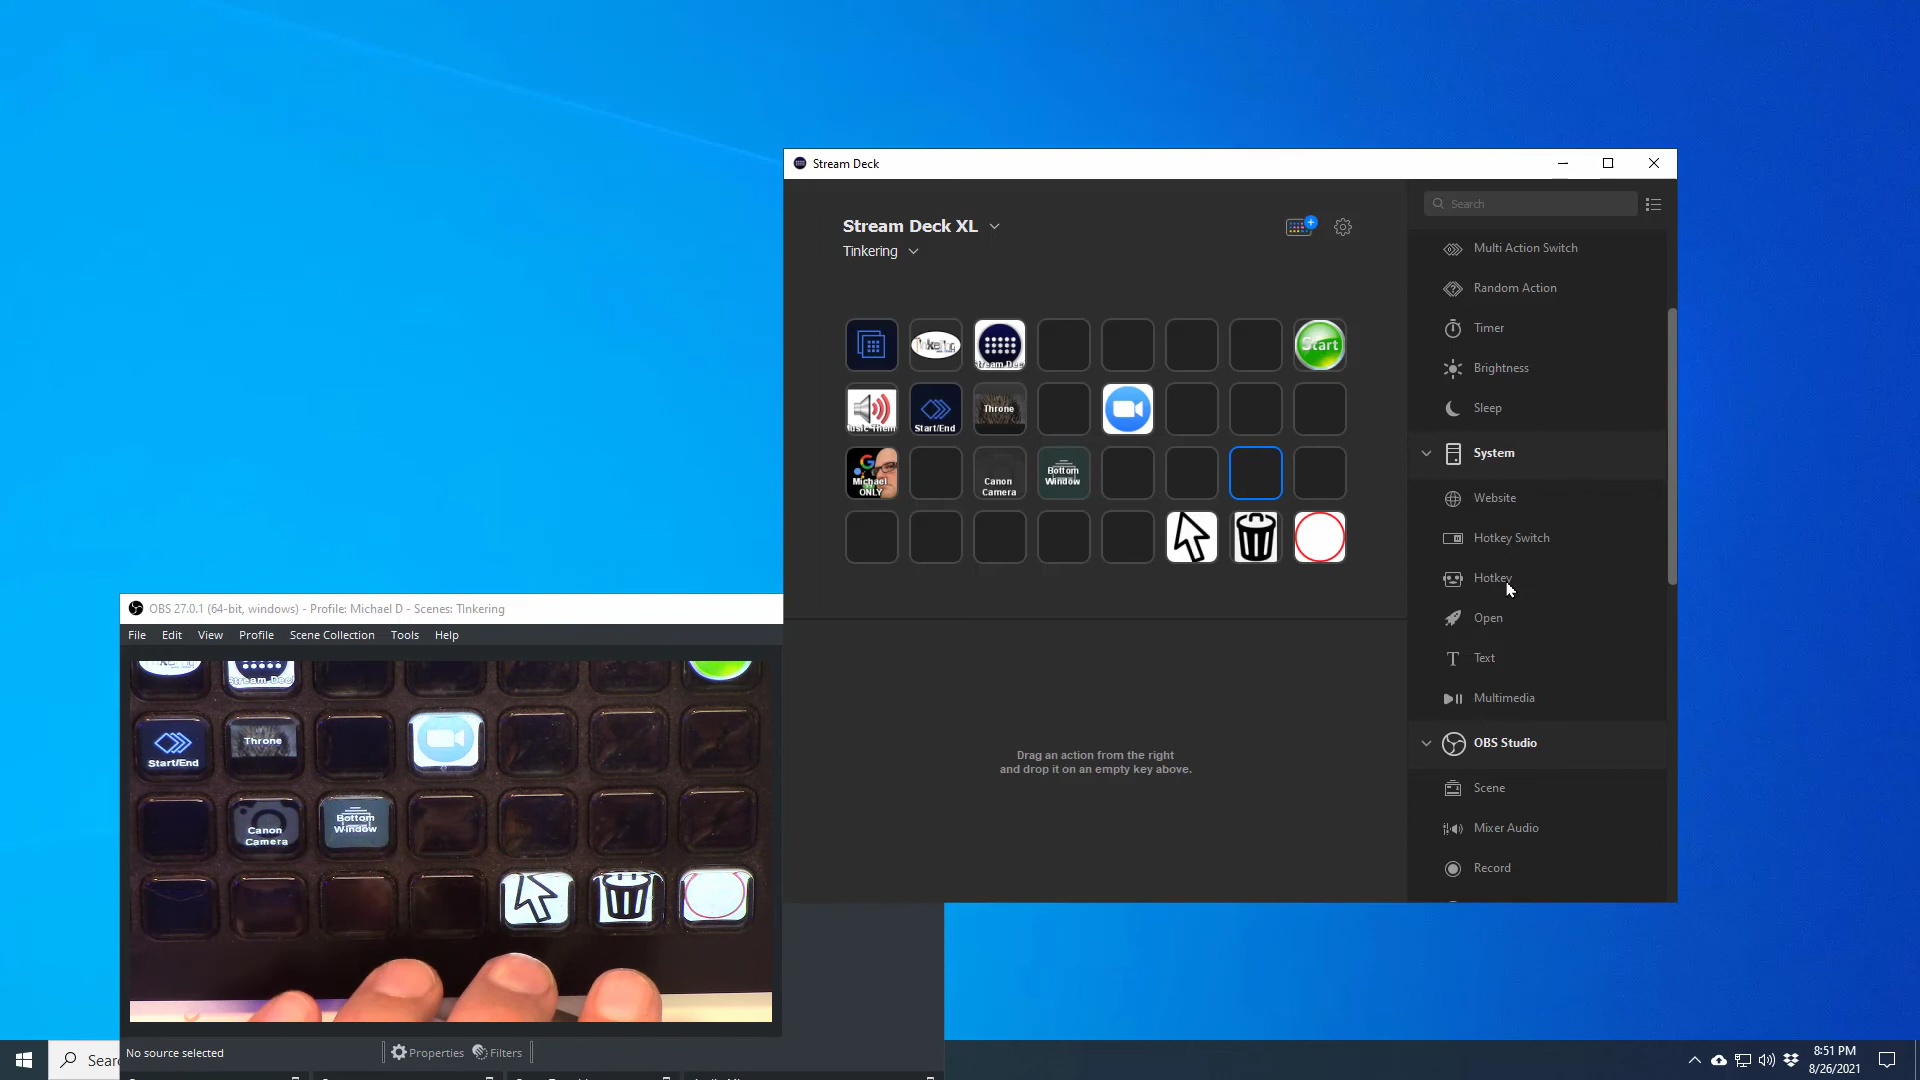 Stream Deck
Stream Deck XL
Tinkering
Search
Multi Action Switch
Random Action
Timer
Brightness
Sleep
System
Website
Hotkey Switch
Hotkey
Open
Text
Multimedia
OBS Studio
Scene
Mixer Audio
Record
Start
Start/End
Throne
Michael
ONLY
Canon
Camera
Bottom
Window
Drag an action from the right
and drop it on an empty key above.
OBS 27.0.1 (64-bit, windows) - Profile: Michael D - Scenes: TInkering
File Edit View Profile Scene Collection Tools Help
Start/End
Throne
Canon
Camera
Bottom
Window
No source selected
Properties
Filters
8:51 PM
8/26/2021